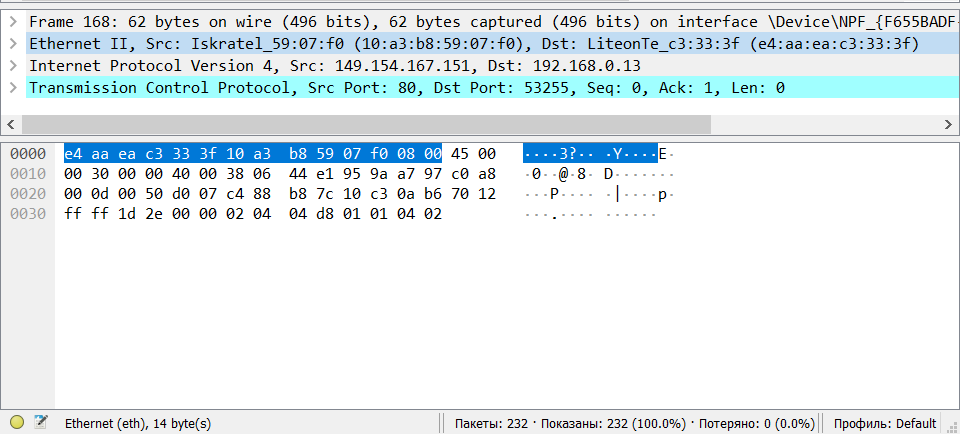 Frame 168: 62 bytes on wire (496 bits), 62 bytes captured (496 bits) on interface \Device\NPF_{F655BADF
Ethernet II, Src: Iskratel_59:07:f0 (10:a3:b8:59:07:f0), Dst: LiteonTe_c3:33:3f (e4:aa:ea:c3:33:3f)
Internet Protocol Version 4, Src: 149.154.167.151, Dst: 192.168.0.13
Transmission Control Protocol, Src Port: 80, Dst Port: 53255, Seq: 0, Ack: 1, Len: 0
0000 e4 aa ea c3 33 3f 10 a3 b8 59 07 f0 08 00 45 00 ····3?·· ·Y····E·
0010 00 30 00 00 40 00 38 06 44 e1 95 9a a7 97 c0 a8 ·0··@·8· D·······
0020 00 0d 00 50 d0 07 c4 88 b8 7c 10 c3 0a b6 70 12 ···P···· ·|····p·
0030 ff ff 1d 2e 00 00 02 04 04 d8 01 01 04 02 ···.···· ······
Ethernet (eth), 14 byte(s) Пакеты: 232 · Показаны: 232 (100.0%) · Потеряно: 0 (0.0%) Профиль: Default